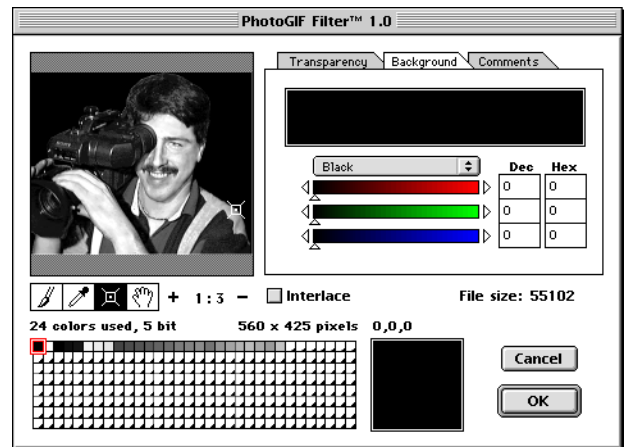 PhotoGIF Filter™ 1.0
Transparency Background Comments
Black
Dec Hex
0 0
0 0
0 0
+ 1:3 - Interlace File size: 55102
24 colors used, 5 bit 560 x 425 pixels 0,0,0
Cancel
OK